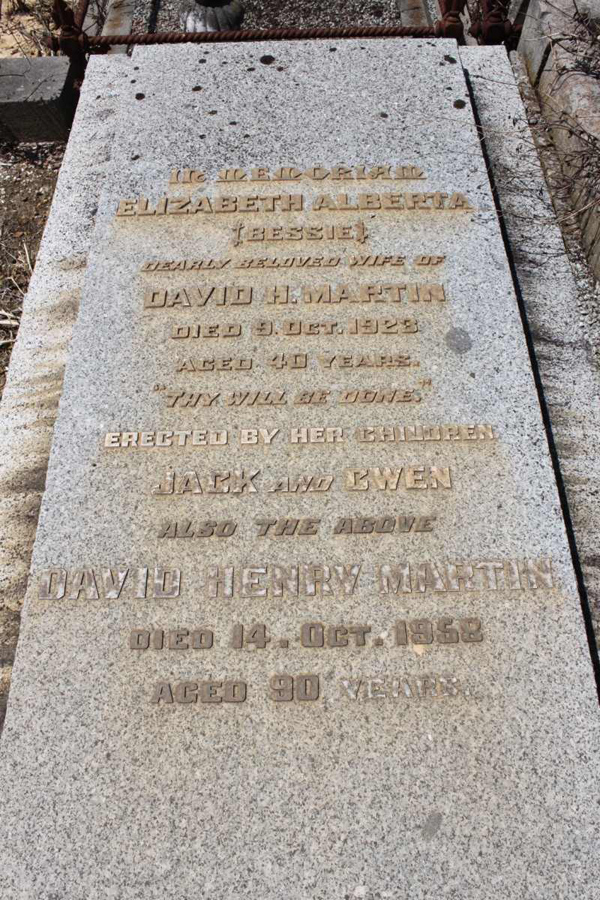 IN MEMORIAM
ELIZABETH ALBERTA
(BESSIE)
DEARLY BELOVED WIFE OF
DAVID H. MARTIN
DIED 9. OCT. 1928
AGED 40 YEARS.
"THY WILL BE DONE."
ERECTED BY HER CHILDREN
JACK AND GWEN
ALSO THE ABOVE
DAVID HENRY MARTIN
DIED 14. OCT. 1958
AGED 90 YEARS.